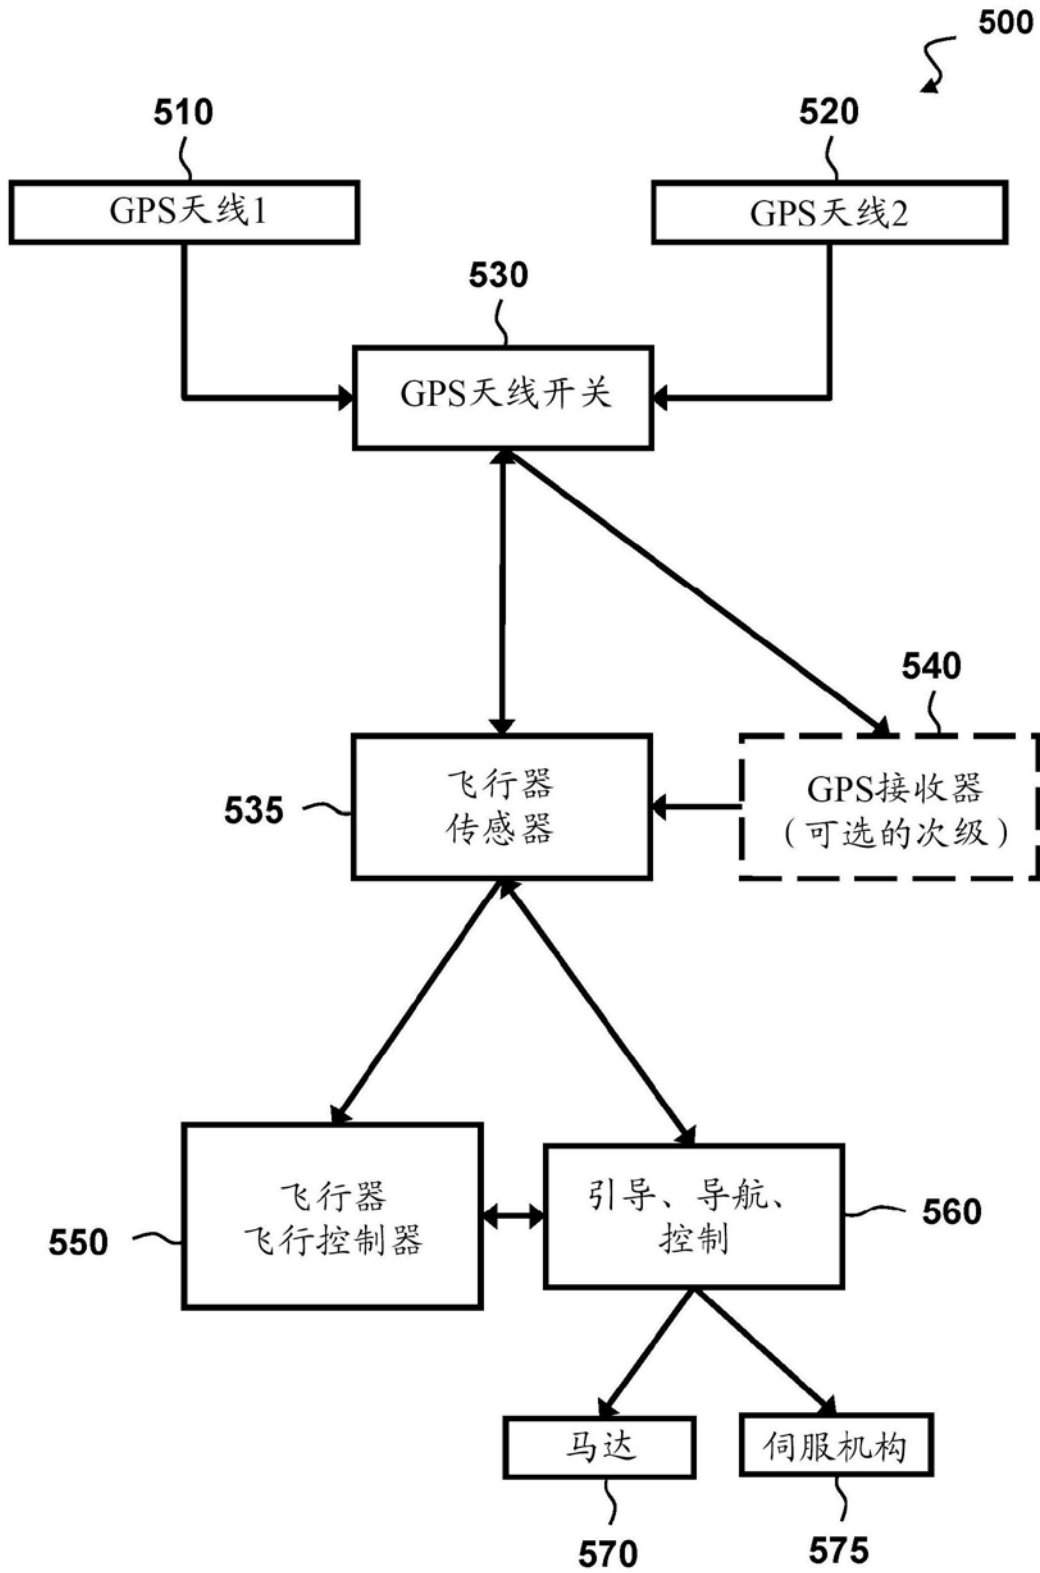 500
510
520
GPS天线1
GPS天线2
530
GPS天线开关
540
535
飞行器
传感器
GPS接收器
（可选的次级）
550
飞行器
飞行控制器
引导、导航、
控制
560
马达
伺服机构
570
575